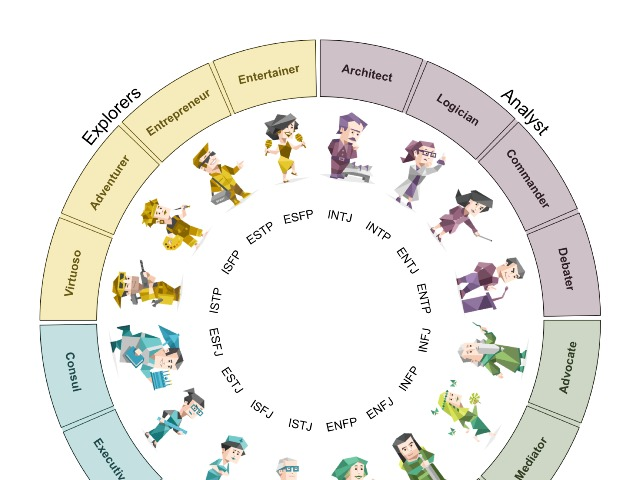 Explorers
Analyst
Entertainer
Architect
Entrepreneur
Logician
Adventurer
Commander
Virtuoso
Debater
Consul
Advocate
Mediator
ESFP
INTJ
ESTP
INTP
ISFP
ENTJ
ISTP
ENTP
ESFJ
INFJ
ESTJ
INFP
ISFJ
ENFJ
ISTJ
ENFP